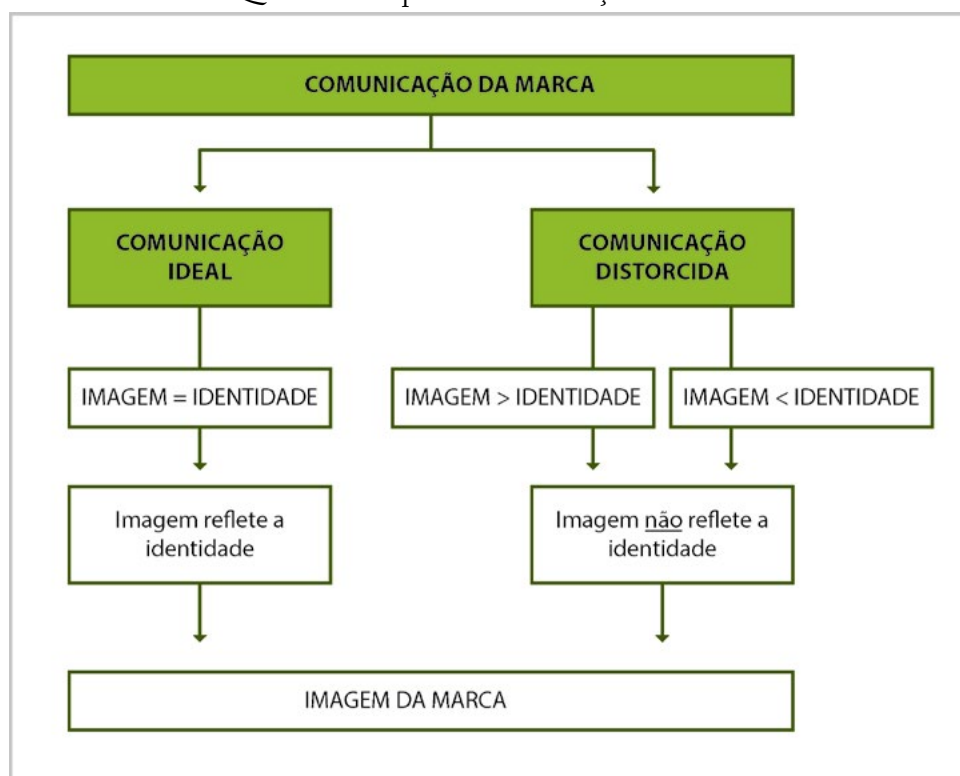 COMUNICAÇÃO DA MARCA
COMUNICAÇÃO
IDEAL
COMUNICAÇÃO
DISTORCIDA
IMAGEM = IDENTIDADE
IMAGEM > IDENTIDADE
IMAGEM < IDENTIDADE
Imagem reflete a
identidade
Imagem não reflete a
identidade
IMAGEM DA MARCA